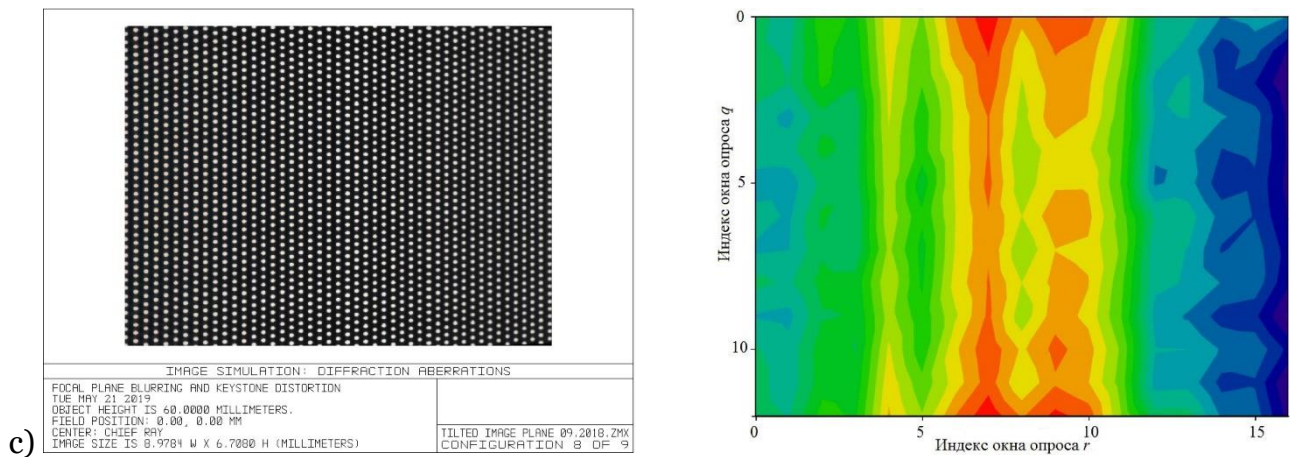 IMAGE SIMULATION: DIFFRACTION ABERRATIONS
FOCAL PLANE BLURRING AND KEYSTONE DISTORTION
TUE MAY 21 2019
OBJECT HEIGHT IS 60.0000 MILLIMETERS.
FIELD POSITION: 0.00, 0.00 MM
CENTER: CHIEF RAY
IMAGE SIZE IS 8.9784 W X 6.7080 H (MILLIMETERS)
TILTED IMAGE PLANE 09.2018.ZMX
CONFIGURATION 8 OF 9
c)
Индекс окна опроса q
0
5
10
0
5
10
15
Индекс окна опроса r